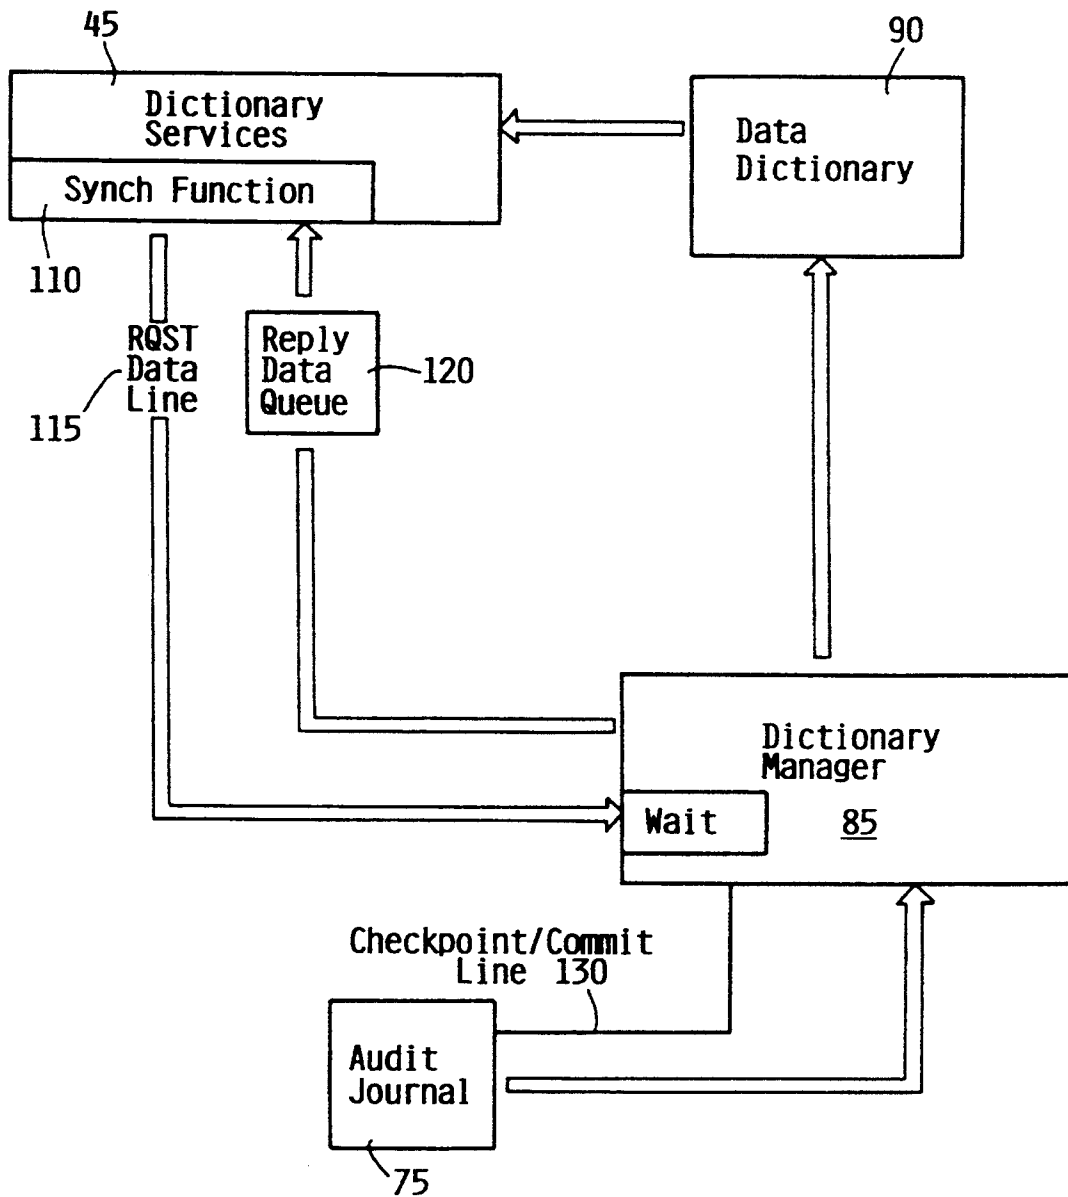 45
90
Dictionary
Services
Data
Dictionary
Synch Function
110
RQST
Data
Line
115
Reply
Data
Queue
120
Dictionary
Manager
Wait
85
Checkpoint/Commit
Line 130
Audit
Journal
75